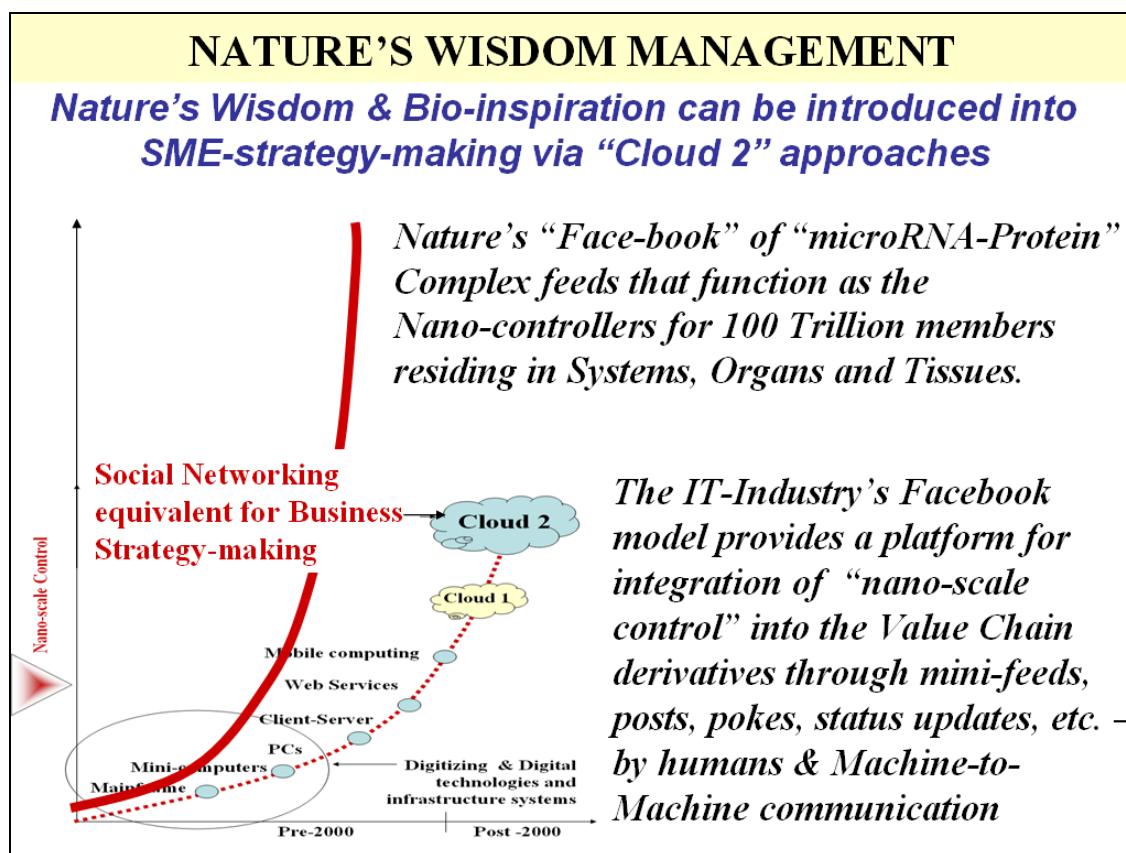 NATURE’S WISDOM MANAGEMENT
Nature’s Wisdom & Bio-inspiration can be introduced into
SME-strategy-making via “Cloud 2” approaches
Nature’s “Face-book” of “microRNA-Protein”
Complex feeds that function as the
Nano-controllers for 100 Trillion members
residing in Systems, Organs and Tissues.
Social Networking
equivalent for Business
Strategy-making
Cloud 2
Cloud 1
The IT-Industry’s Facebook
model provides a platform for
integration of “nano-scale
control” into the Value Chain
derivatives through mini-feeds,
posts, pokes, status updates, etc. –
by humans & Machine-to-
Machine communication
Nano-scale Control
Mobile computing
Web Services
Client-Server
PCs
Mini-computers
Mainframe
Digitizing & Digital
technologies and
infrastructure systems
Pre-2000
Post -2000